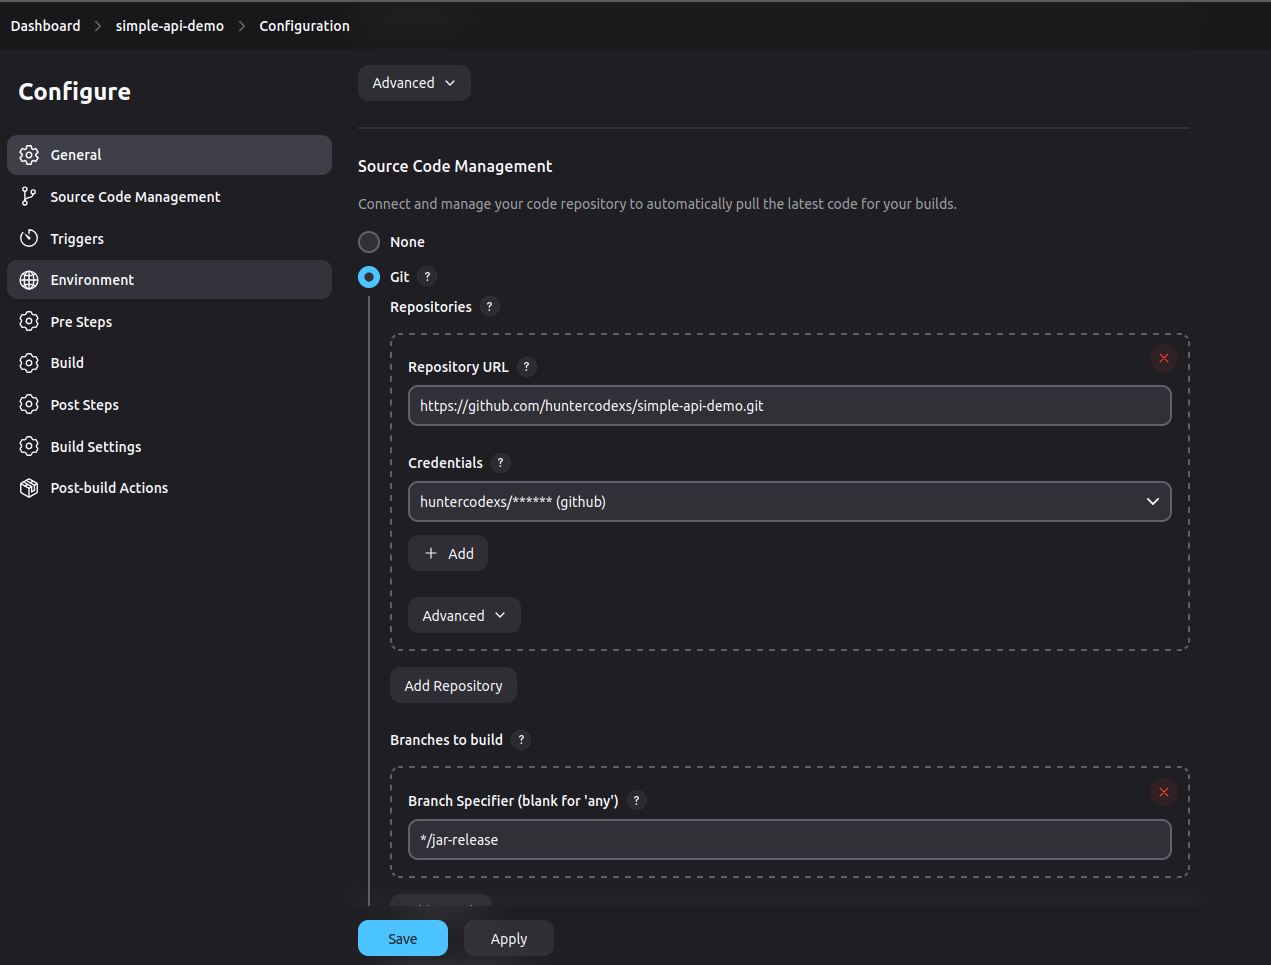 Dashboard > simple-api-demo > Configuration
Configure
General
Source Code Management
Triggers
Environment
Pre Steps
Build
Post Steps
Build Settings
Post-build Actions
Advanced
Source Code Management
Connect and manage your code repository to automatically pull the latest code for your builds.
None
Git ?
Repositories ?
Repository URL ?
https://github.com/huntercodexs/simple-api-demo.git
Credentials ?
huntercodexs/****** (github)
+ Add
Advanced
Add Repository
Branches to build ?
Branch Specifier (blank for 'any') ?
*/jar-release
Save Apply